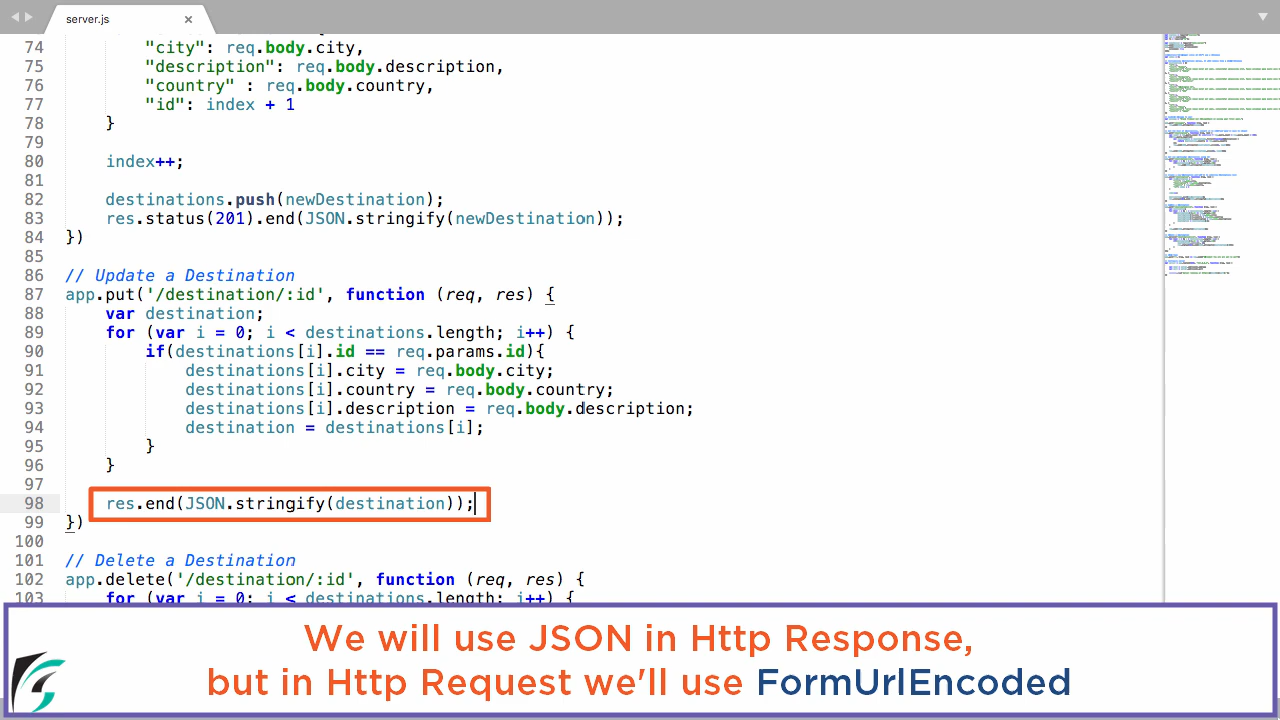 server.js ×
74 "city": req.body.city,
75 "description": req.body.description,
76 "country" : req.body.country,
77 "id": index + 1
78 }
79
80 index++;
81
82 destinations.push(newDestination);
83 res.status(201).end(JSON.stringify(newDestination));
84 })
85
86 // Update a Destination
87 app.put('/destination/:id', function (req, res) {
88 var destination;
89 for (var i = 0; i < destinations.length; i++) {
90 if(destinations[i].id == req.params.id){
91 destinations[i].city = req.body.city;
92 destinations[i].country = req.body.country;
93 destinations[i].description = req.body.description;
94 destination = destinations[i];
95 }
96 }
97
98 res.end(JSON.stringify(destination));
99 })
100
101 // Delete a Destination
102 app.delete('/destination/:id', function (req, res) {
103 for (var i = 0; i < destinations.length; i++) {
We will use JSON in Http Response,
but in Http Request we'll use FormUrlEncoded